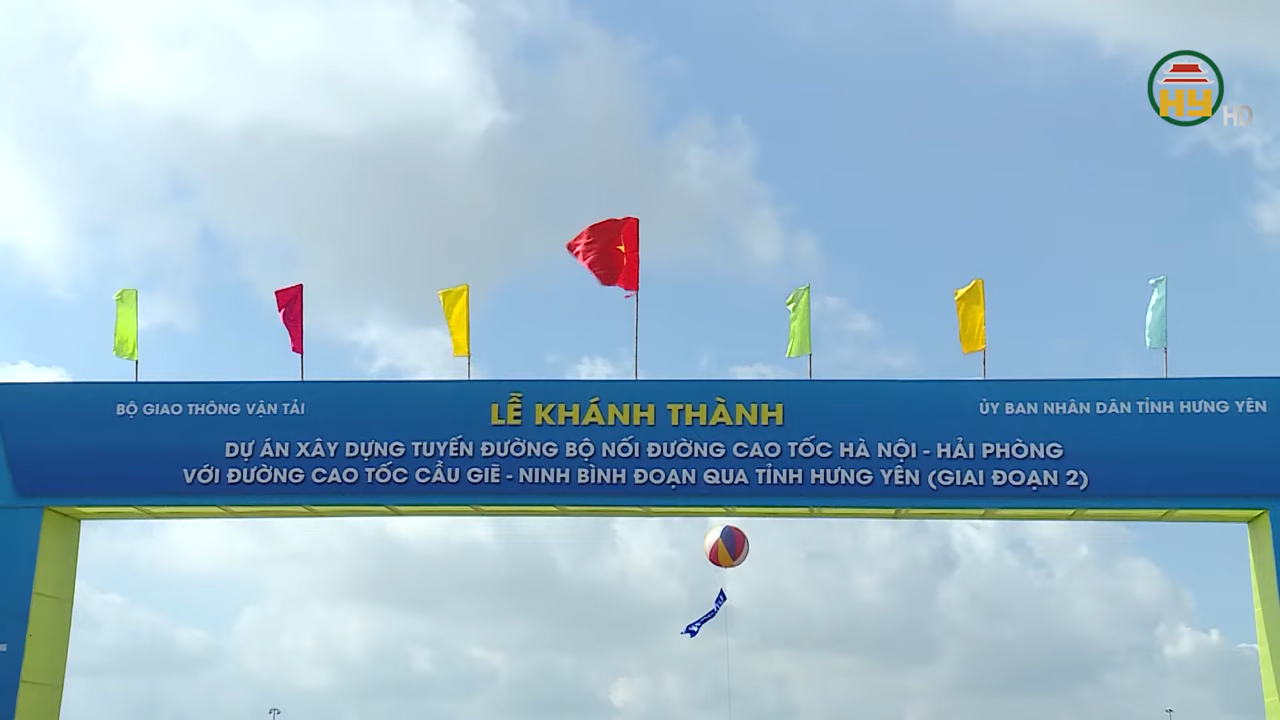 HY HD
BỘ GIAO THÔNG VẬN TẢI
LỄ KHÁNH THÀNH
ỦY BAN NHÂN DÂN TỈNH HƯNG YÊN
DỰ ÁN XÂY DỰNG TUYẾN ĐƯỜNG BỘ NỐI ĐƯỜNG CAO TỐC HÀ NỘI - HẢI PHÒNG
VỚI ĐƯỜNG CAO TỐC CẦU GIẼ - NINH BÌNH ĐOẠN QUA TỈNH HƯNG YÊN (GIAI ĐOẠN 2)